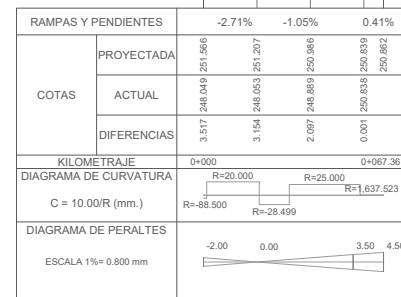 RAMPAS Y PENDIENTES -2.71% -1.05% 0.41%
PROYECTADA 251.566 251.207 250.986 250.839 250.862
COTAS ACTUAL 248.049 248.053 248.889 250.838
DIFERENCIAS 3.517 3.154 2.097 0.001
KILOMETRAJE 0+000 0+067.36
DIAGRAMA DE CURVATURA R=20.000 R=25.000
R=1,637.523
C = 10.00/R (mm.) R=-88.500 R=-28.499
DIAGRAMA DE PERALTES
-2.00 0.00 3.50 4.50
ESCALA 1%= 0.800 mm